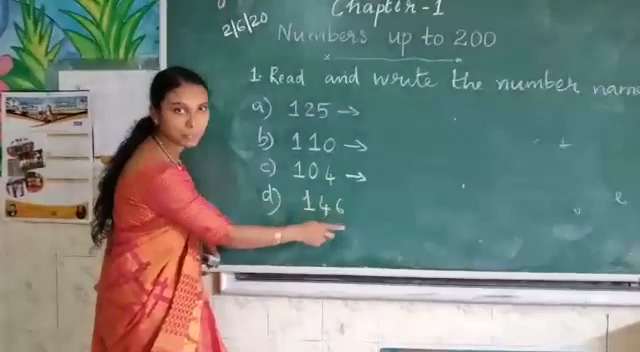 Chapter-1
2/6/20
Numbers up to 200
1. Read and write the number name
a) 125 →
b) 110 →
c) 104 →
d) 146